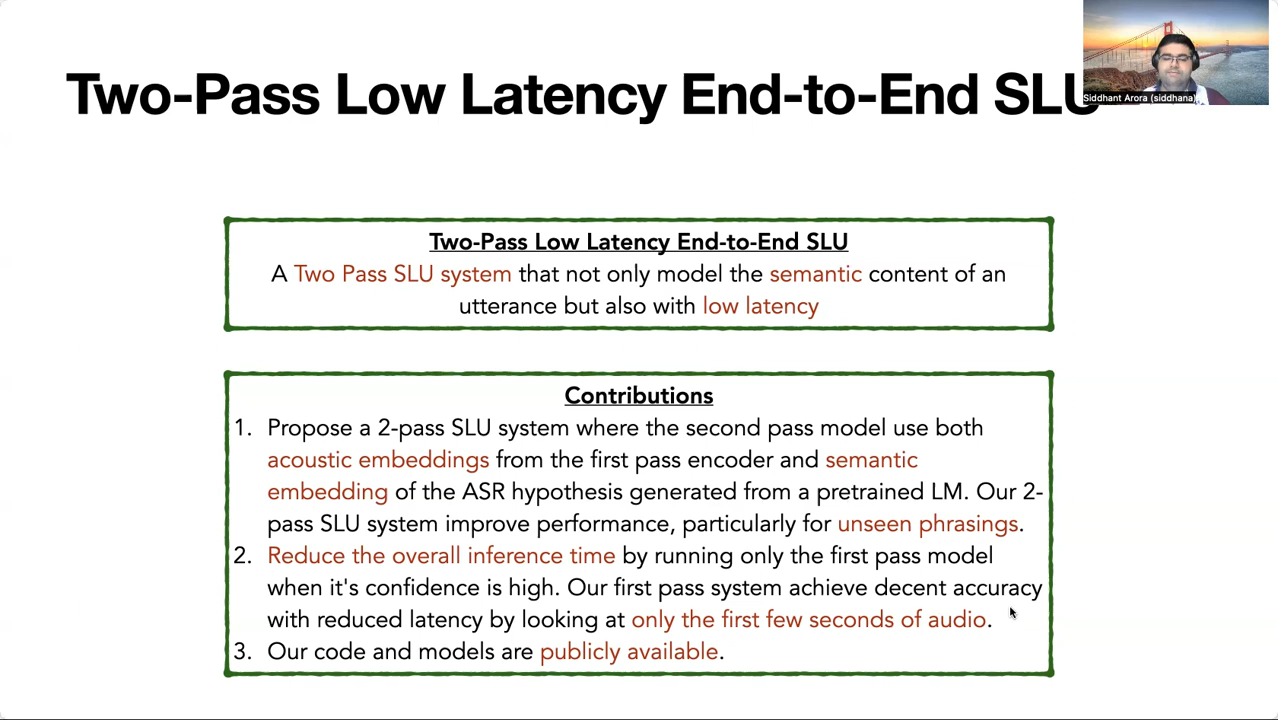 Two-Pass Low Latency End-to-End SLU
Siddhant Arora (siddhana)
Two-Pass Low Latency End-to-End SLU
A Two Pass SLU system that not only model the semantic content of an
utterance but also with low latency
Contributions
1. Propose a 2-pass SLU system where the second pass model use both
acoustic embeddings from the first pass encoder and semantic
embedding of the ASR hypothesis generated from a pretrained LM. Our 2-
pass SLU system improve performance, particularly for unseen phrasings.
2. Reduce the overall inference time by running only the first pass model
when it's confidence is high. Our first pass system achieve decent accuracy
with reduced latency by looking at only the first few seconds of audio.
3. Our code and models are publicly available.